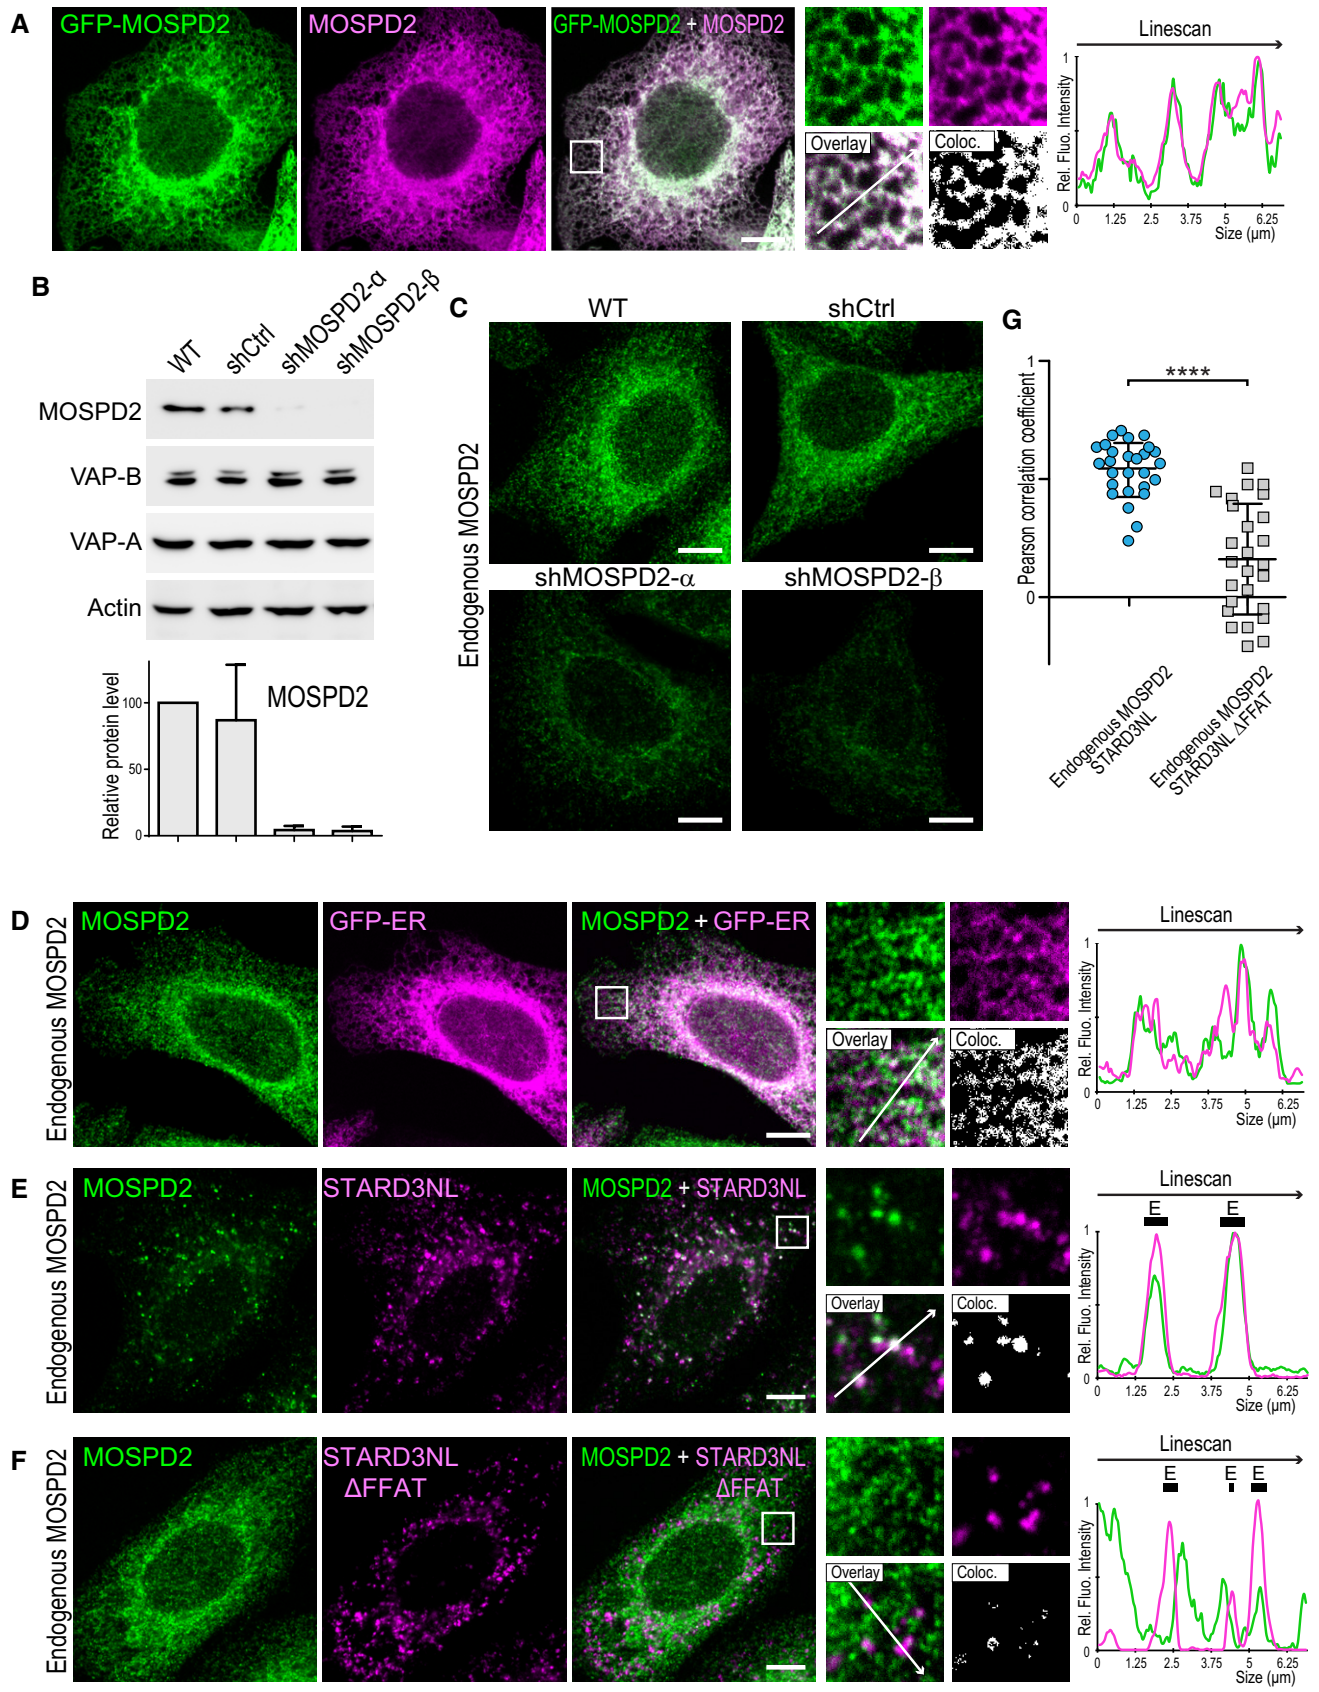 A
GFP-MOSPD2
MOSPD2
GFP-MOSPD2 + MOSPD2
Overlay
Coloc.
Linescan
Rel. Fluo. Intensity
1
0
0 1.25 2.5 3.75 5 6.25
Size (µm)
B
WT
shCtrl
shMOSPD2-α
shMOSPD2-β
MOSPD2
VAP-B
VAP-A
Actin
Relative protein level
100
50
0
MOSPD2
C
Endogenous MOSPD2
WT
shCtrl
shMOSPD2-α
shMOSPD2-β
G
Pearson correlation coefficient
1
0
****
Endogenous MOSPD2
STARD3NL
Endogenous MOSPD2
STARD3NL ΔFFAT
D
Endogenous MOSPD2
MOSPD2
GFP-ER
MOSPD2 + GFP-ER
Overlay
Coloc.
Linescan
Rel. Fluo. Intensity
1
0
0 1.25 2.5 3.75 5 6.25
Size (µm)
E
Endogenous MOSPD2
MOSPD2
STARD3NL
MOSPD2 + STARD3NL
Overlay
Coloc.
Linescan
E E
Rel. Fluo. Intensity
1
0
0 1.25 2.5 3.75 5 6.25
Size (µm)
F
Endogenous MOSPD2
MOSPD2
STARD3NL
ΔFFAT
MOSPD2 + STARD3NL
ΔFFAT
Overlay
Coloc.
Linescan
E E E
Rel. Fluo. Intensity
1
0
0 1.25 2.5 3.75 5 6.25
Size (µm)